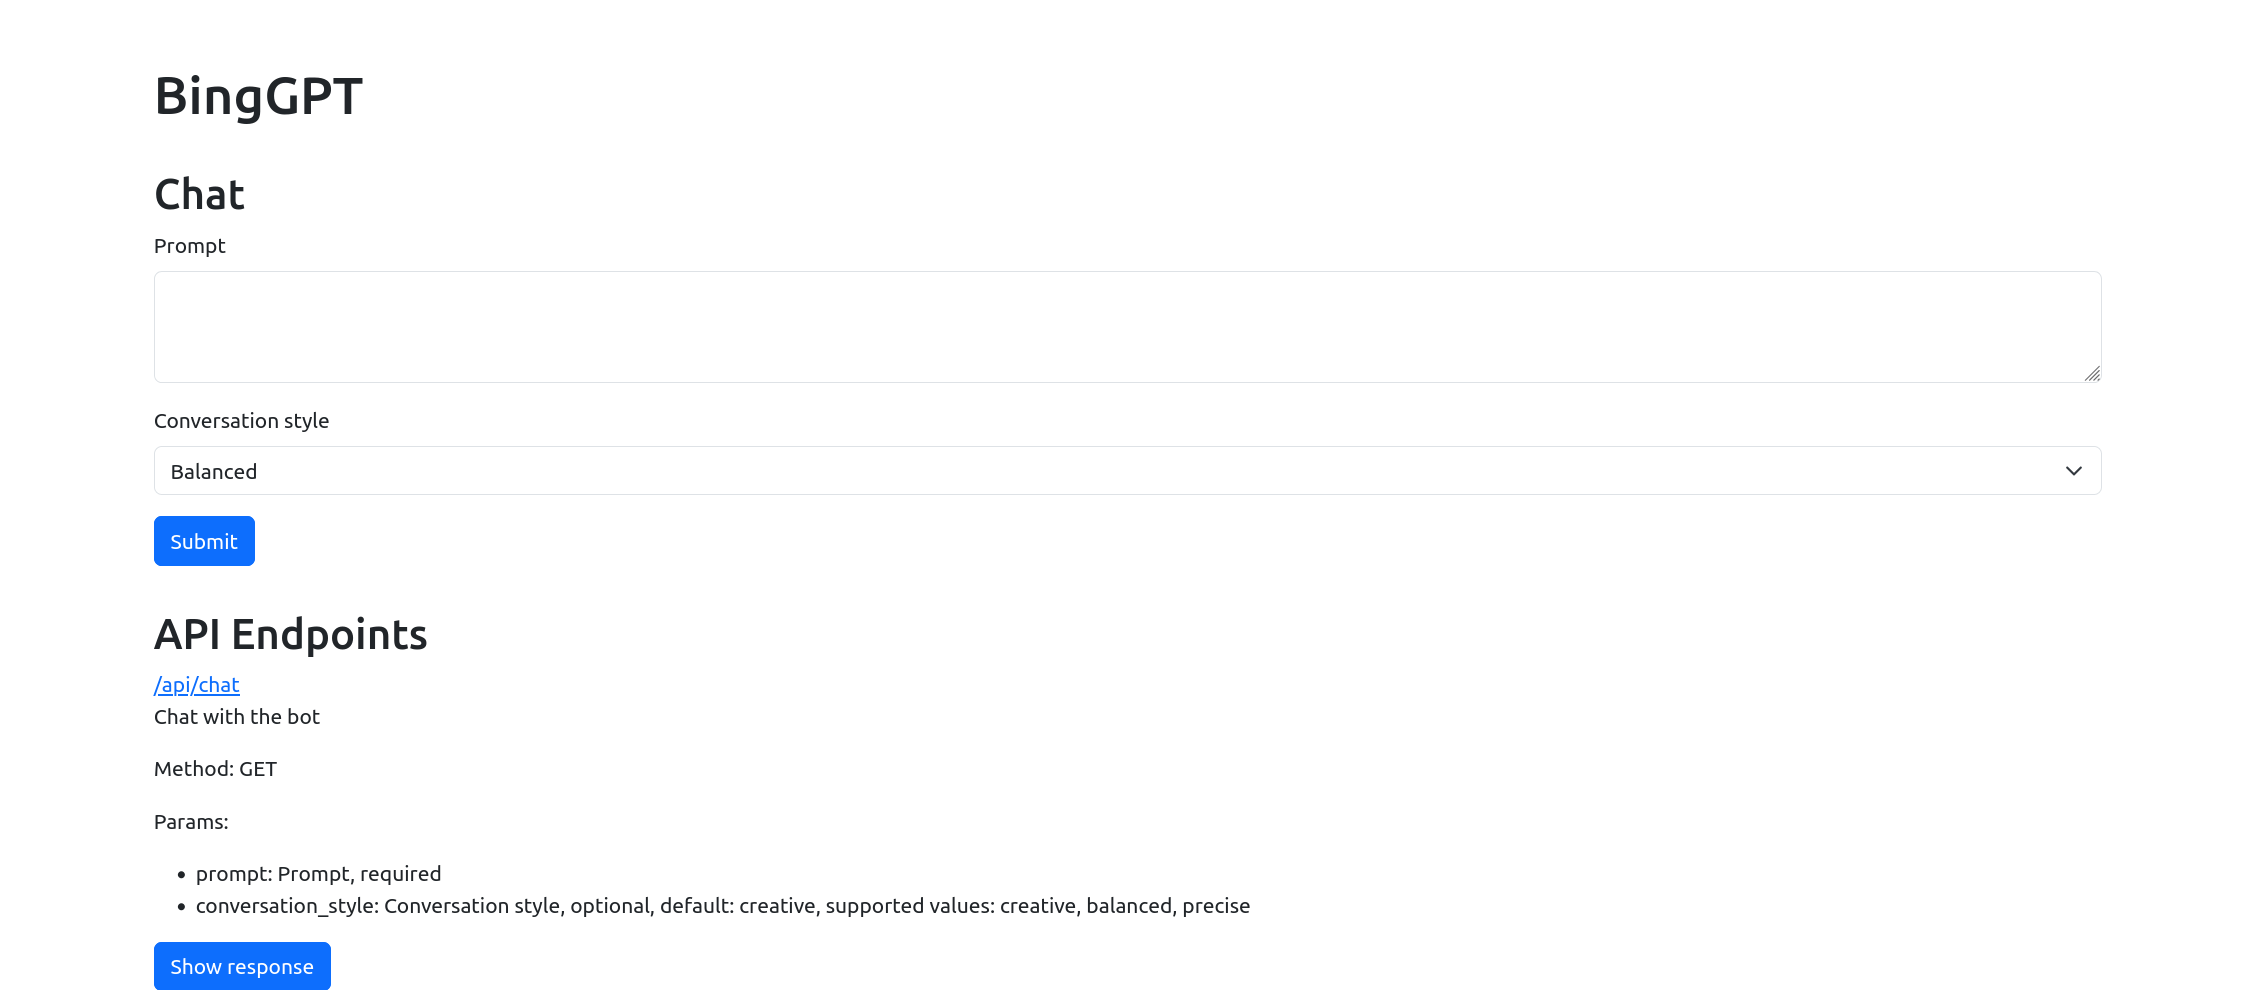 BingGPT
Chat
Prompt
Conversation style
Balanced
Submit
API Endpoints
/api/chat
Chat with the bot
Method: GET
Params:
• prompt: Prompt, required
• conversation_style: Conversation style, optional, default: creative, supported values: creative, balanced, precise
Show response